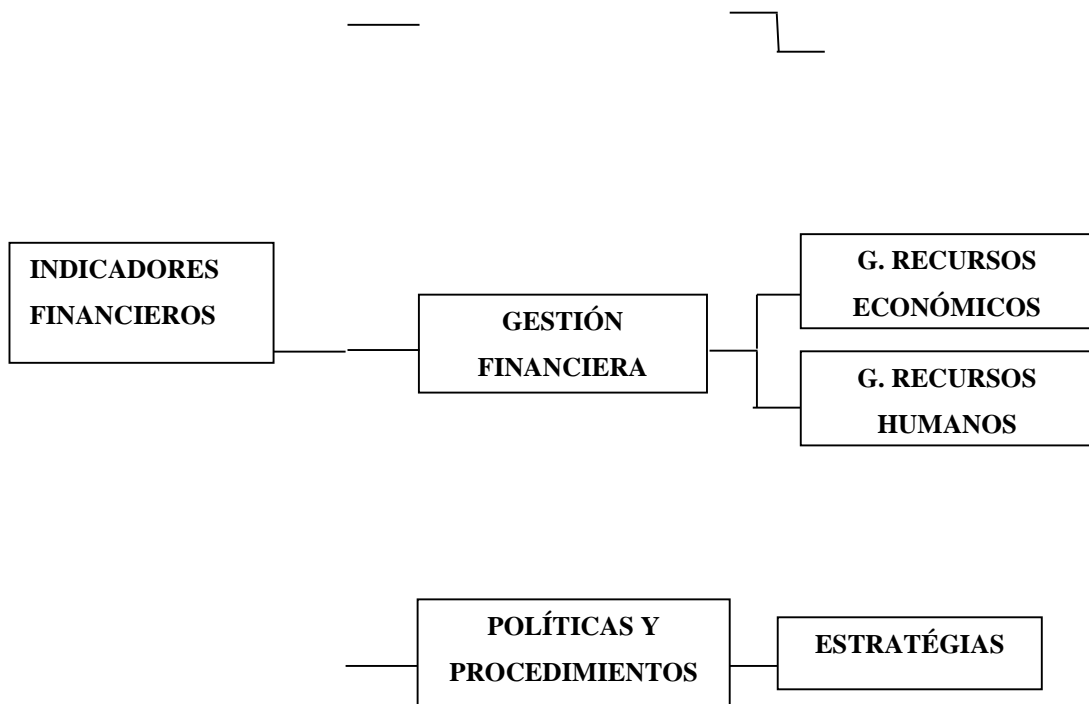 INDICADORES
FINANCIEROS
GESTIÓN
FINANCIERA
G. RECURSOS
ECONÓMICOS
G. RECURSOS
HUMANOS
POLÍTICAS Y
PROCEDIMIENTOS
ESTRATÉGIAS